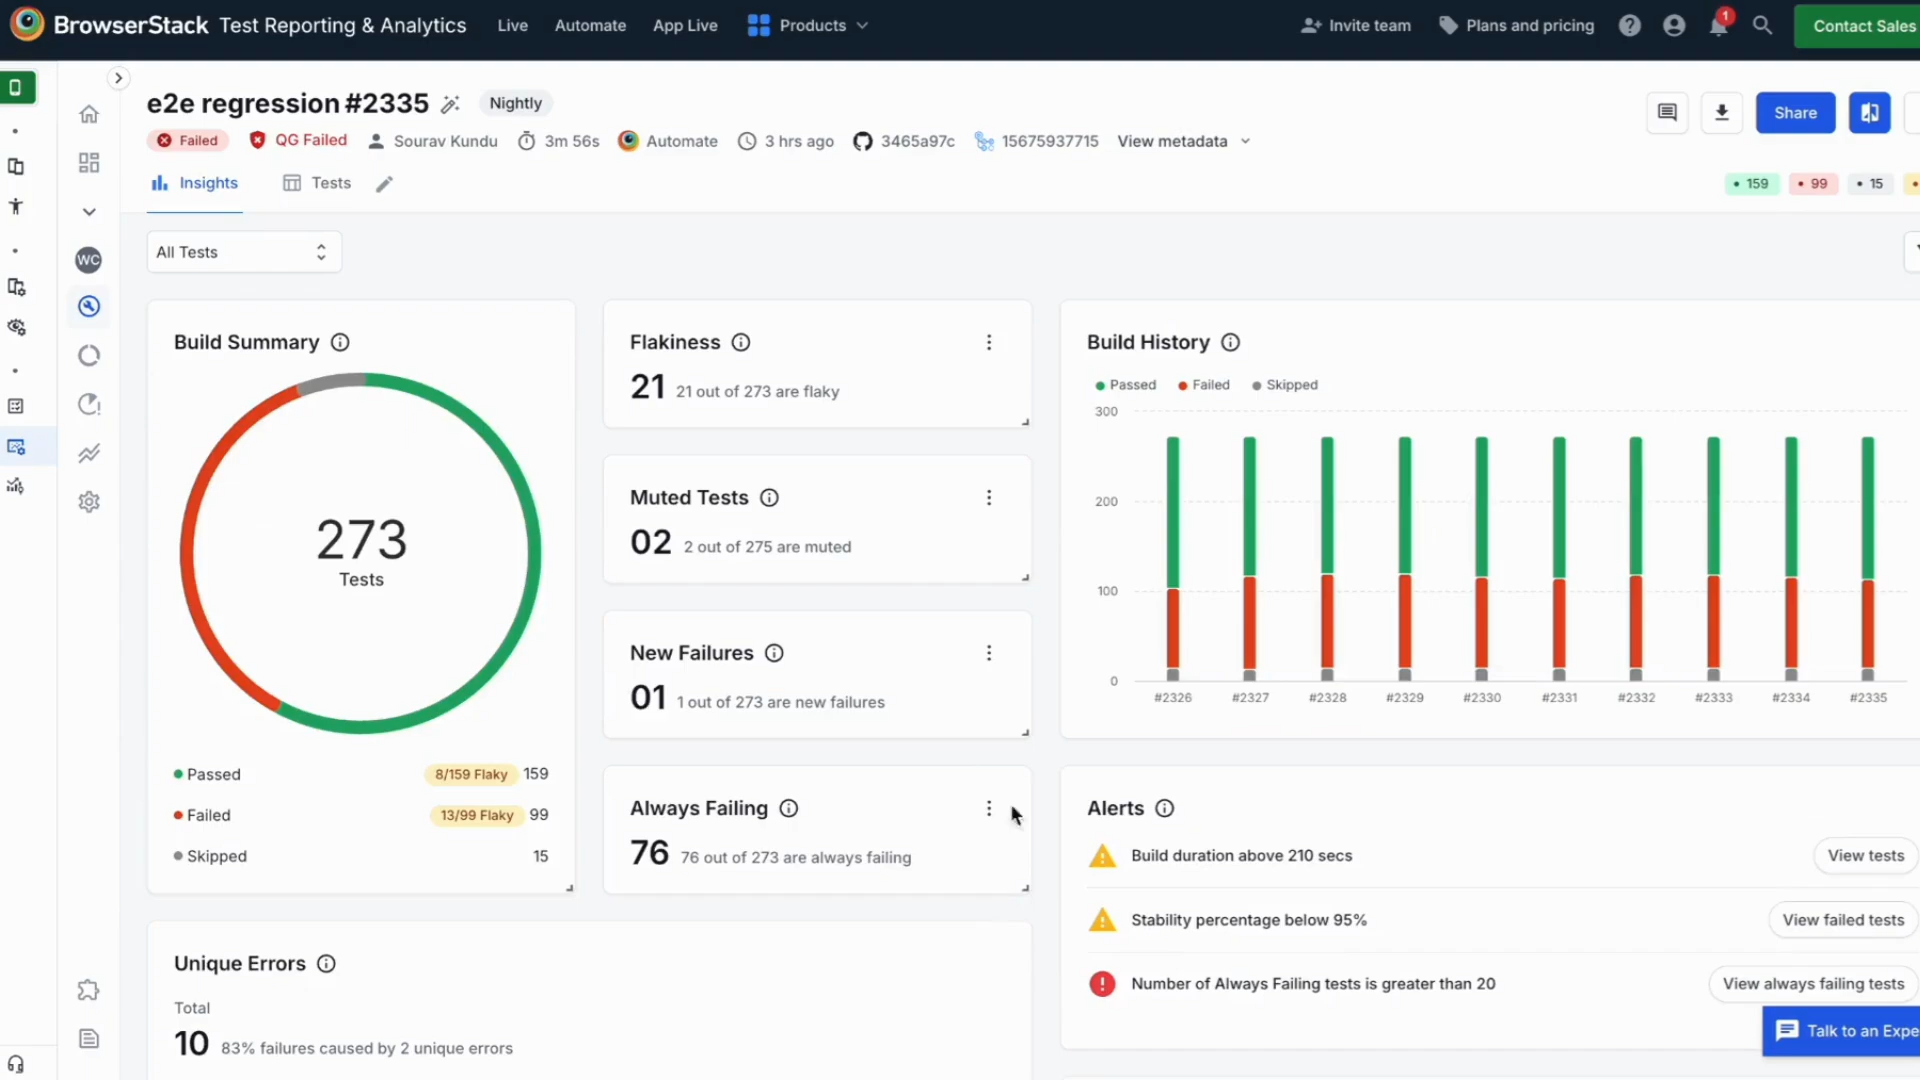 BrowserStack Test Reporting & Analytics Live Automate App Live Products Invite team Plans and pricing 1 Contact Sales
e2e regression #2335 Nightly Share
Failed QG Failed Sourav Kundu 3m 56s Automate 3 hrs ago 3465a97c 15675937715 View metadata
Insights Tests 159 99 15
All Tests
WC
Build Summary
273
Tests
Passed 8/159 Flaky 159
Failed 13/99 Flaky 99
Skipped 15
Flakiness
21 21 out of 273 are flaky
Muted Tests
02 2 out of 275 are muted
New Failures
01 1 out of 273 are new failures
Always Failing
76 76 out of 273 are always failing
Build History
Passed Failed Skipped
300
200
100
0
#2326 #2327 #2328 #2329 #2330 #2331 #2332 #2333 #2334 #2335
Alerts
Build duration above 210 secs View tests
Stability percentage below 95% View failed tests
Number of Always Failing tests is greater than 20 View always failing tests
Unique Errors
Total
10 83% failures caused by 2 unique errors
Talk to an Expe